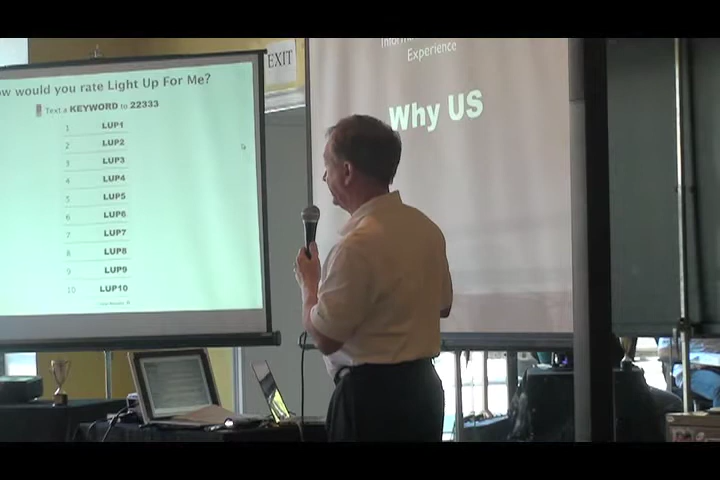 ow would you rate Light Up For Me?
Text a KEYWORD to 22333
1 LUP1
2 LUP2
3 LUP3
4 LUP4
5 LUP5
6 LUP6
7 LUP7
8 LUP8
9 LUP9
10 LUP10
EXIT
Experience
Why US